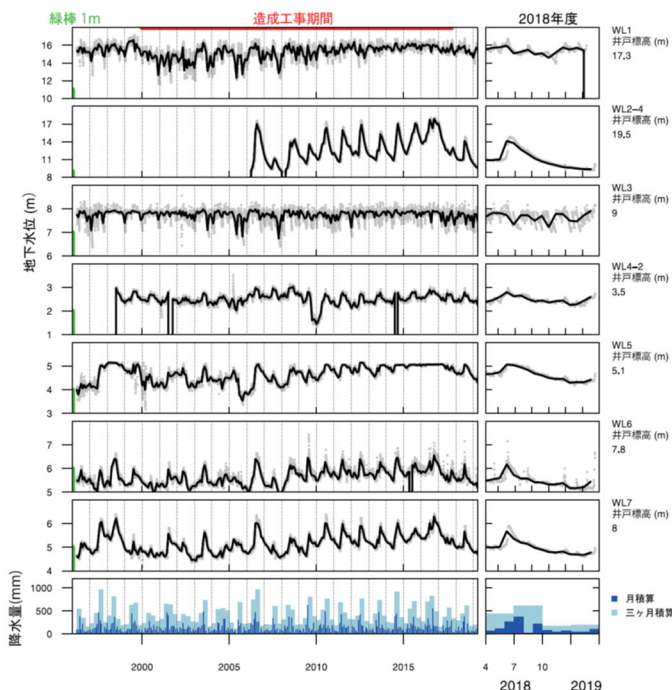 緑棒 1m
造成工事期間
2018年度
16
14
12
10
WL1
井戸標高 (m)
17.3
17
14
11
8
WL2−4
井戸標高 (m)
19.5
8
7
6
WL3
井戸標高 (m)
9
3
2
1
WL4−2
井戸標高 (m)
3.5
5
4
3
WL5
井戸標高 (m)
5.1
7
6
5
WL6
井戸標高 (m)
7.8
6
5
4
WL7
井戸標高 (m)
8
地下水位 (m)
1000
500
0
降水量(mm)
月積算
三ヶ月積算
2000
2005
2010
2015
4
7
10
2018
2019